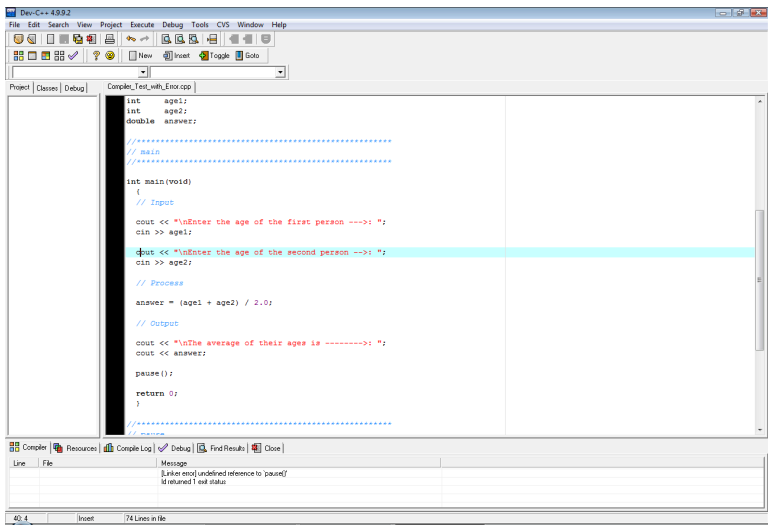 Dev-C++ 4.9.9.2
File Edit Search View Project Execute Debug Tools CVS Window Help
New Insert Toggle Goto
Project Classes Debug Compiler_Test_with_Error.cpp
int age1;
int age2;
double answer;
//******************************************************
// main
//******************************************************
int main(void)
{
// Input
cout << "\nEnter the age of the first person --->: ";
cin >> age1;
cout << "\nEnter the age of the second person -->: ";
cin >> age2;
// Process
answer = (age1 + age2) / 2.0;
// Output
cout << "\nThe average of their ages is -------->: ";
cout << answer;
pause();
return 0;
}
//******************************************************
// pause
Compiler Resources Compile Log Debug Find Results Close
Line File Message
[Linker error] undefined reference to `pause()'
ld returned 1 exit status
40: 4 Insert 74 Lines in file